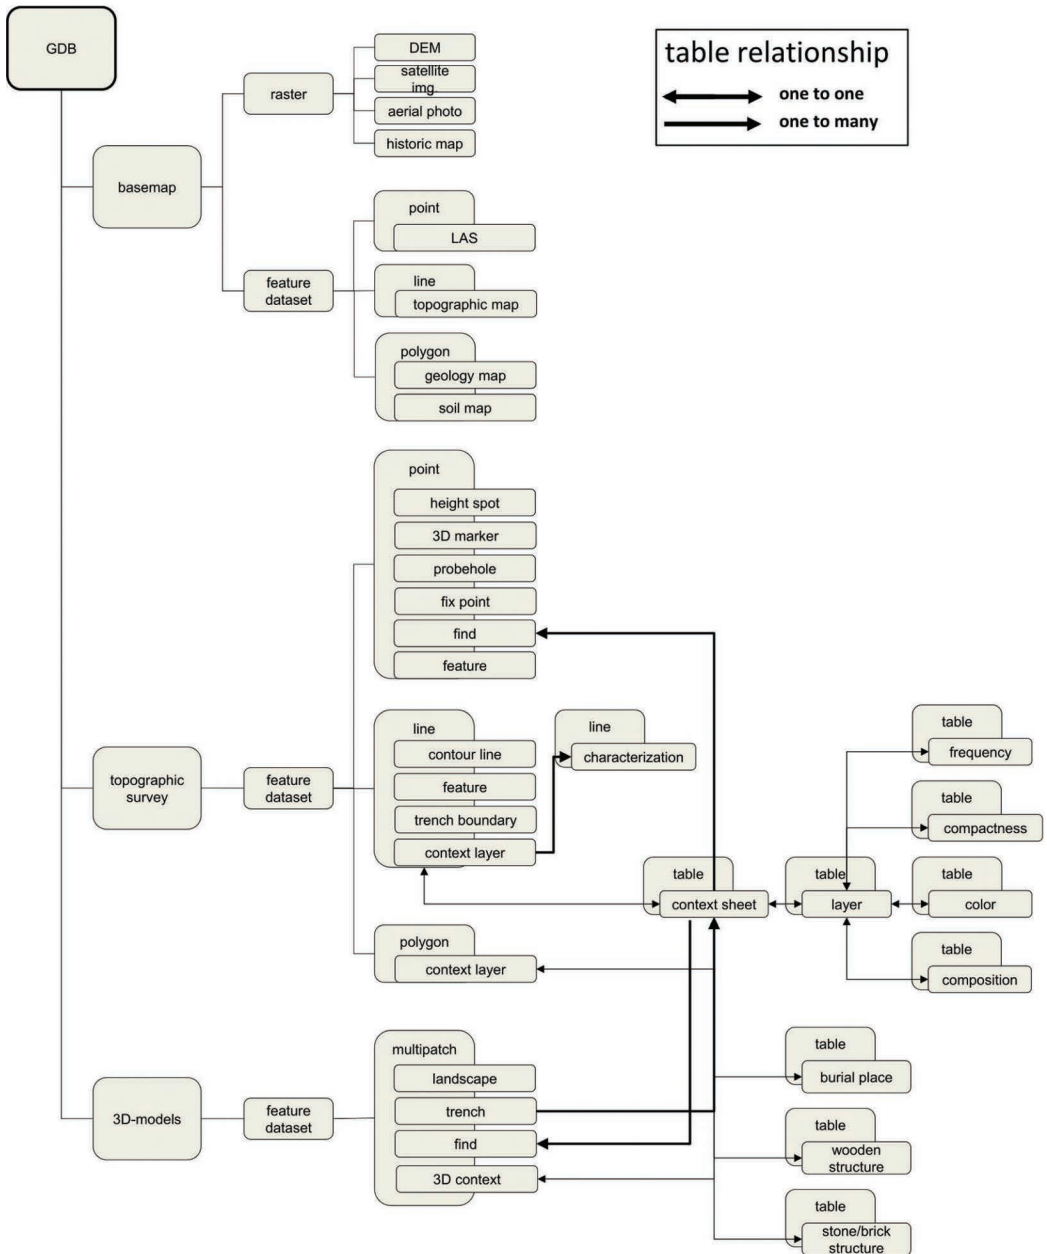 GDB
table relationship
one to one
one to many
basemap
raster
DEM
satellite
img.
aerial photo
historic map
feature
dataset
point
LAS
line
topographic map
polygon
geology map
soil map
topographic
survey
feature
dataset
point
height spot
3D marker
probehole
fix point
find
feature
line
contour line
feature
trench boundary
context layer
line
characterization
polygon
context layer
table
context sheet
table
layer
table
frequency
table
compactness
table
color
table
composition
3D-models
feature
dataset
multipatch
landscape
trench
find
3D context
table
burial place
table
wooden
structure
table
stone/brick
structure